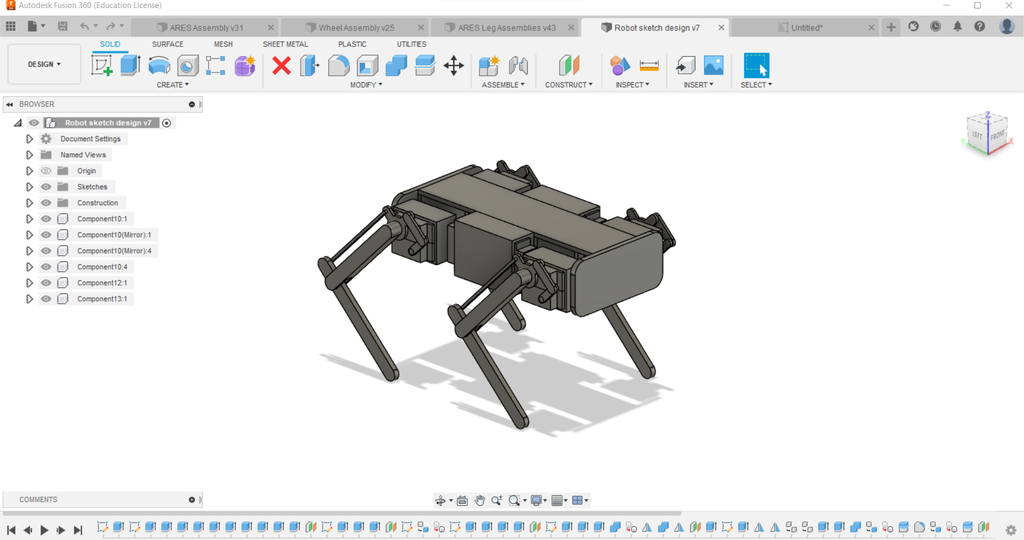 Autodesk Fusion 360 (Education License)
ARES Assembly v31
Wheel Assembly v25
ARES Leg Assemblies v43
Robot sketch design v7
Untitled*
SOLID
SURFACE
MESH
SHEET METAL
PLASTIC
UTILITIES
DESIGN
CREATE
MODIFY
ASSEMBLE
CONSTRUCT
INSPECT
INSERT
SELECT
BROWSER
Robot sketch design v7
Document Settings
Named Views
Origin
Sketches
Construction
Component10:1
Component10(Mirror):1
Component10(Mirror):4
Component10:4
Component12:1
Component13:1
Z
LEFT
FRONT
Y
X
COMMENTS